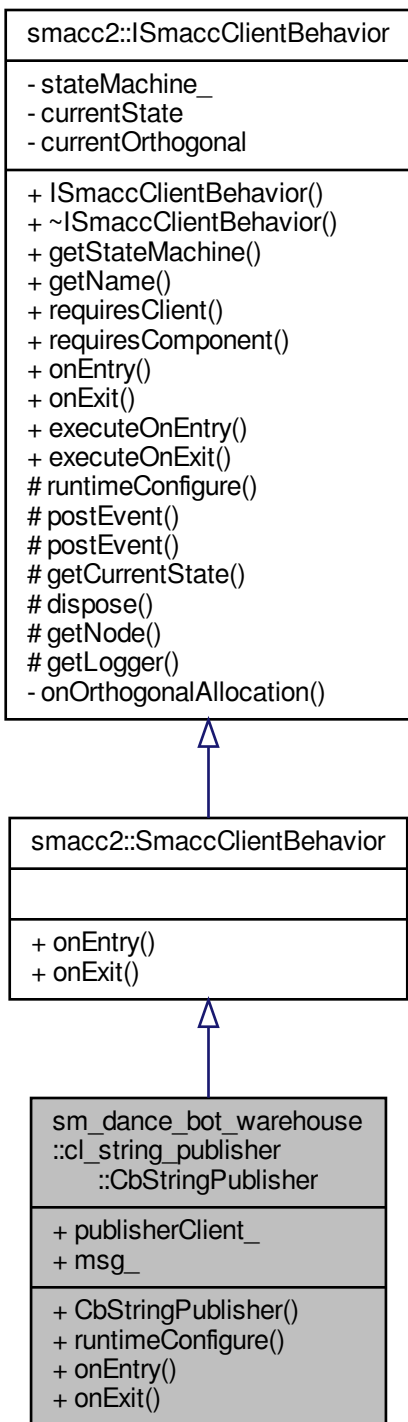 smacc2::ISmaccClientBehavior
- stateMachine_
- currentState
- currentOrthogonal
+ ISmaccClientBehavior()
+ ~ISmaccClientBehavior()
+ getStateMachine()
+ getName()
+ requiresClient()
+ requiresComponent()
+ onEntry()
+ onExit()
+ executeOnEntry()
+ executeOnExit()
# runtimeConfigure()
# postEvent()
# postEvent()
# getCurrentState()
# dispose()
# getNode()
# getLogger()
- onOrthogonalAllocation()
smacc2::SmaccClientBehavior
+ onEntry()
+ onExit()
sm_dance_bot_warehouse
::cl_string_publisher
::CbStringPublisher
+ publisherClient_
+ msg_
+ CbStringPublisher()
+ runtimeConfigure()
+ onEntry()
+ onExit()